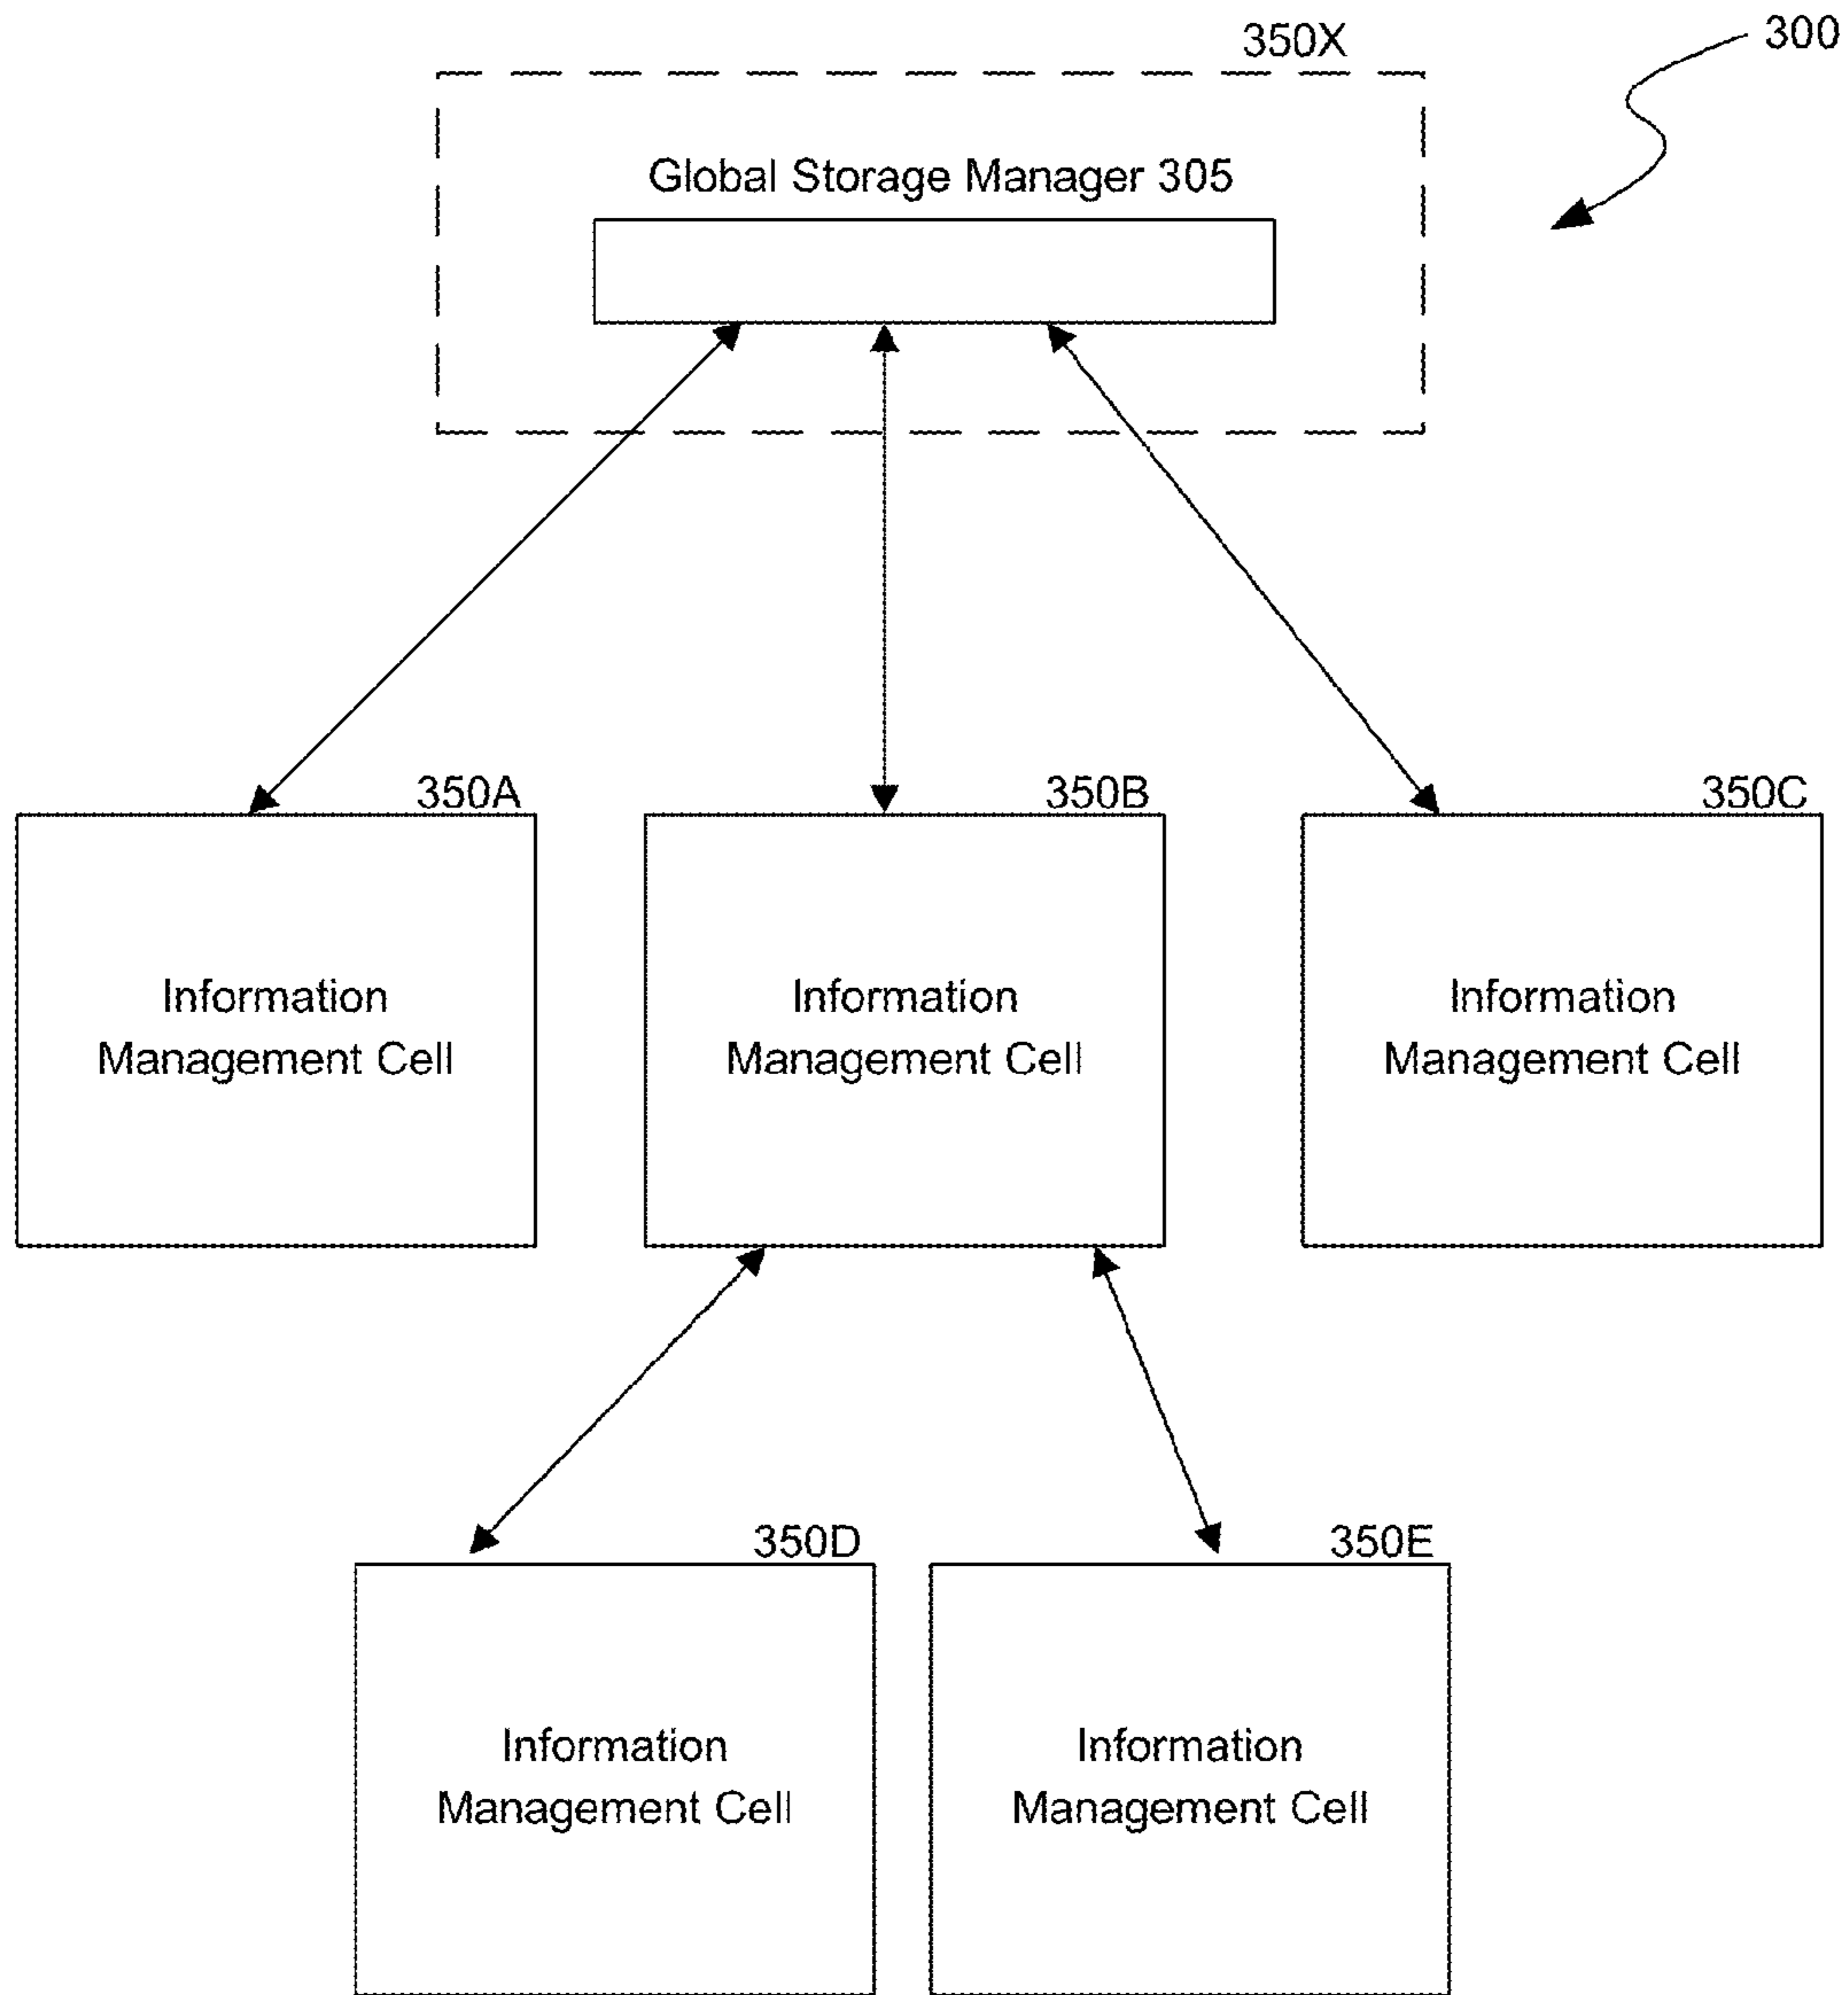 300
350X
Global Storage Manager 305
350A
350B
350C
Information
Management Cell
Information
Management Cell
Information
Management Cell
350D
350E
Information
Management Cell
Information
Management Cell